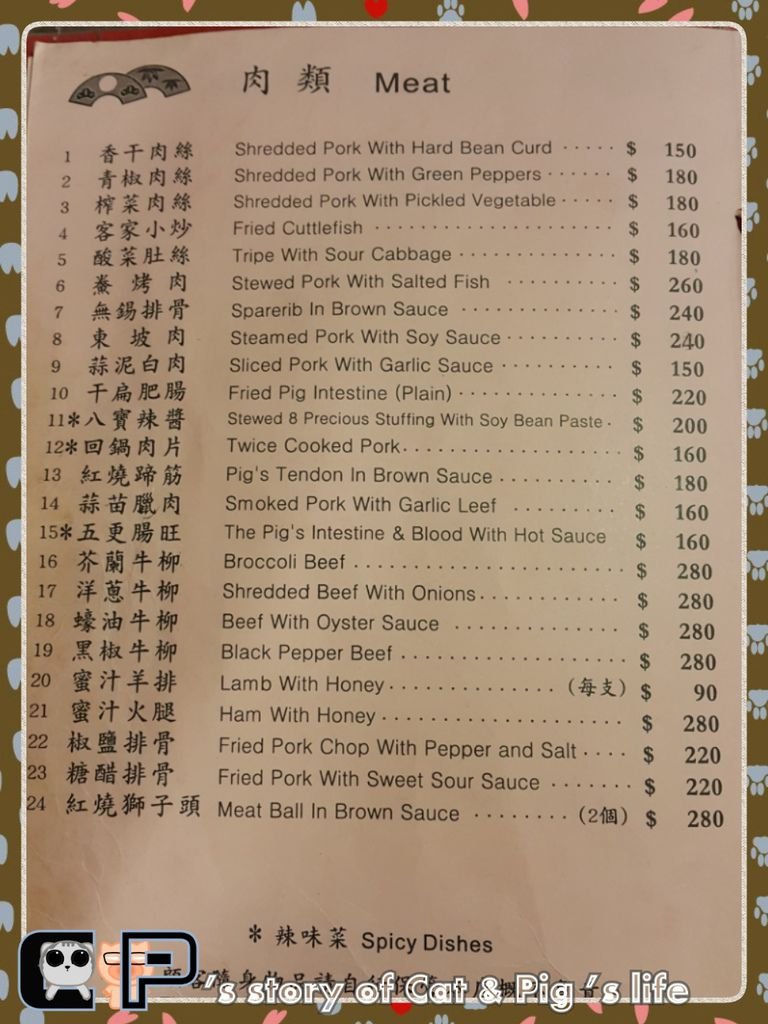 肉類 Meat
1 香干肉絲 Shredded Pork With Hard Bean Curd ····· $ 150
2 青椒肉絲 Shredded Pork With Green Peppers ······ $ 180
3 榨菜肉絲 Shredded Pork With Pickled Vegetable ····· $ 180
4 客家小炒 Fried Cuttlefish ···················· $ 160
5 酸菜肚絲 Tripe With Sour Cabbage ············· $ 180
6 鯗烤肉 Stewed Pork With Salted Fish ·········· $ 260
7 無錫排骨 Sparerib In Brown Sauce ············· $ 240
8 東坡肉 Steamed Pork With Soy Sauce ·········· $ 240
9 蒜泥白肉 Sliced Pork With Garlic Sauce ·········· $ 150
10 干扁肥腸 Fried Pig Intestine (Plain) ············· $ 220
11*八寶辣醬 Stewed 8 Precious Stuffing With Soy Bean Paste · $ 200
12*回鍋肉片 Twice Cooked Pork ·················· $ 160
13 紅燒蹄筋 Pig's Tendon In Brown Sauce ·········· $ 180
14 蒜苗臘肉 Smoked Pork With Garlic Leef ········· $ 160
15*五更腸旺 The Pig's Intestine & Blood With Hot Sauce $ 160
16 芥蘭牛柳 Broccoli Beef ······················ $ 280
17 洋蔥牛柳 Shredded Beef With Onions ············ $ 280
18 蠔油牛柳 Beef With Oyster Sauce ·············· $ 280
19 黑椒牛柳 Black Pepper Beef ·················· $ 280
20 蜜汁羊排 Lamb With Honey ·············· (每支) $ 90
21 蜜汁火腿 Ham With Honey ···················· $ 280
22 椒鹽排骨 Fried Pork Chop With Pepper and Salt ···· $ 220
23 糖醋排骨 Fried Pork With Sweet Sour Sauce ······· $ 220
24 紅燒獅子頭 Meat Ball In Brown Sauce ········ (2個) $ 280
* 辣味菜 Spicy Dishes
顧客隨身物品請自行保管
C P 's story of Cat & Pig 's life